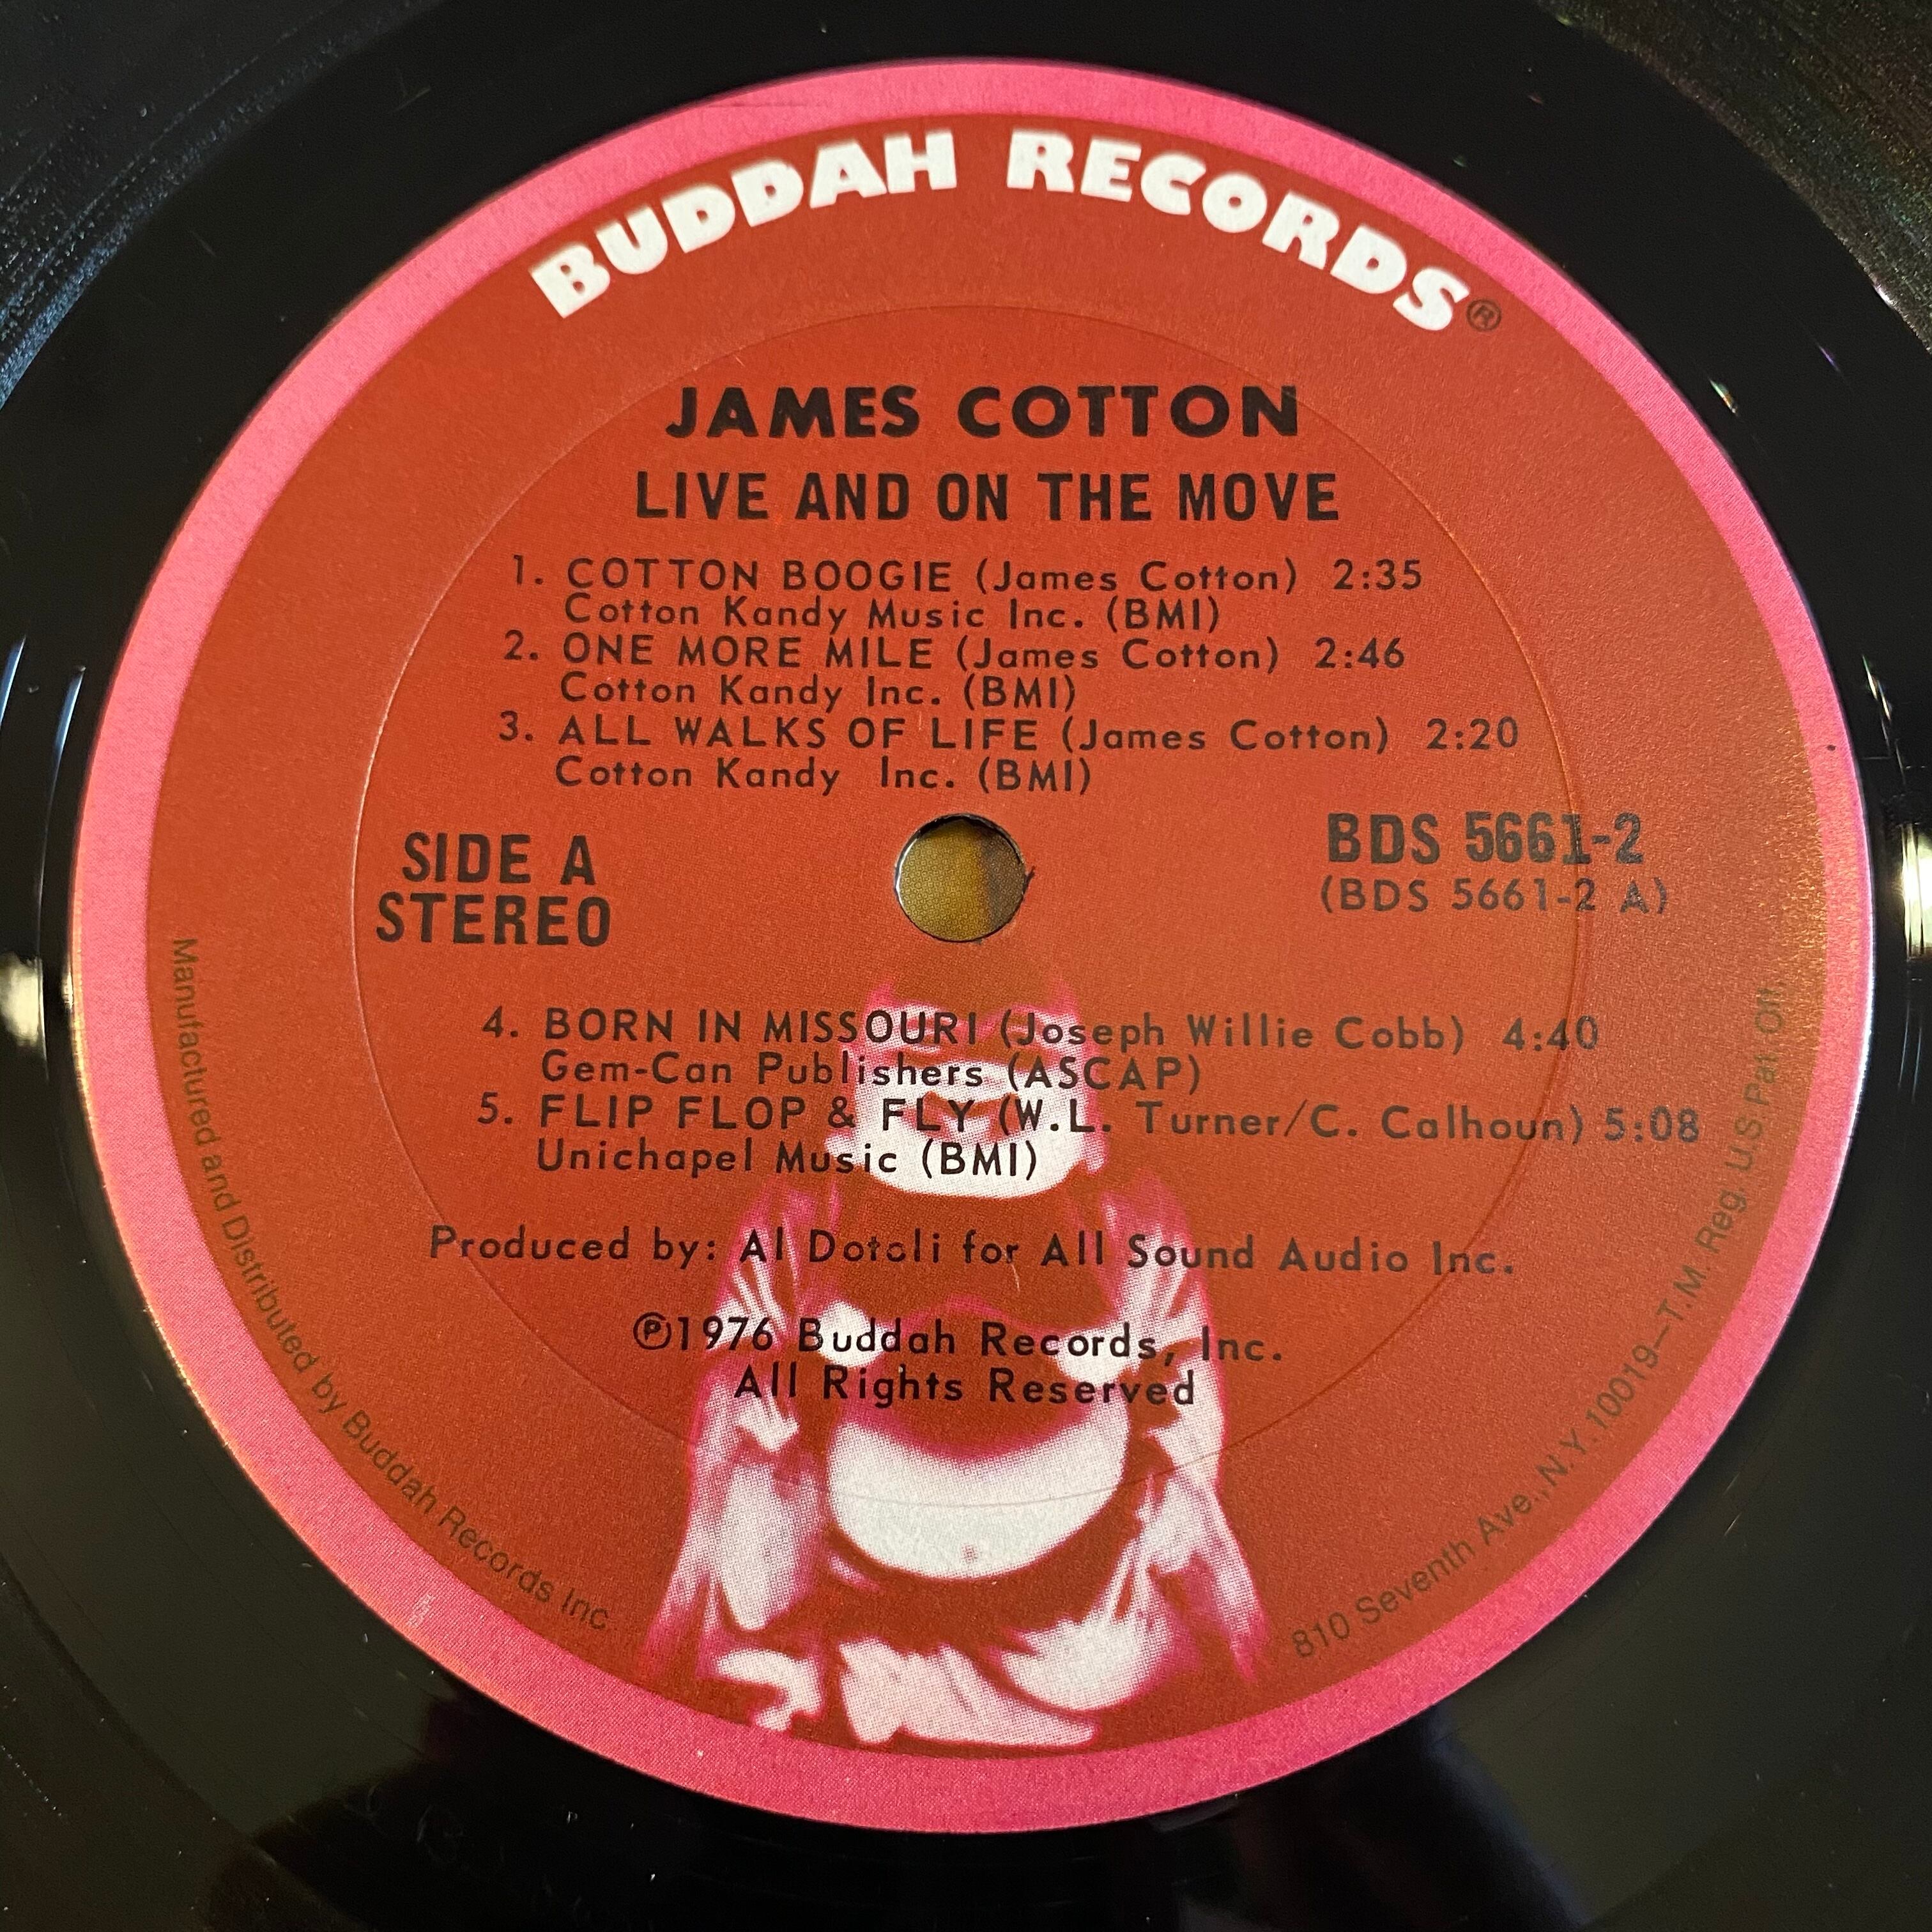 BUDDAH RECORDS®
JAMES COTTON
LIVE AND ON THE MOVE
1. COTTON BOOGIE (James Cotton) 2:35
Cotton Kandy Music Inc. (BMI)
2. ONE MORE MILE (James Cotton) 2:46
Cotton Kandy Inc. (BMI)
3. ALL WALKS OF LIFE (James Cotton) 2:20
Cotton Kandy Inc. (BMI)
SIDE A
STEREO
BDS 5661-2
(BDS 5661-2 A)
4. BORN IN MISSOURI (Joseph Willie Cobb) 4:40
Gem-Can Publishers (ASCAP)
5. FLIP FLOP & FLY (W.L. Turner/C. Calhoun) 5:08
Unichapel Music (BMI)
Produced by: Al Dotoli for All Sound Audio Inc.
℗1976 Buddah Records, Inc.
All Rights Reserved
Manufactured and Distributed by Buddah Records Inc
810 Seventh Ave., N.Y. 10019—T.M. Reg. U.S. Pat. Off.